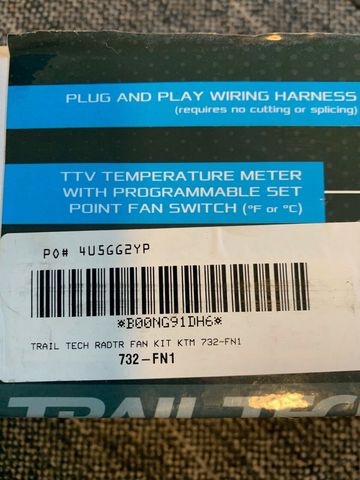 PLUG AND PLAY WIRING HARNESS
(requires no cutting or splicing)
TTV TEMPERATURE METER
WITH PROGRAMMABLE SET
POINT FAN SWITCH (°F or °C)
PO# 4U5GG2YP
*B00NG91DH6*
TRAIL TECH RADTR FAN KIT KTM 732-FN1
732-FN1
TRAIL TECH